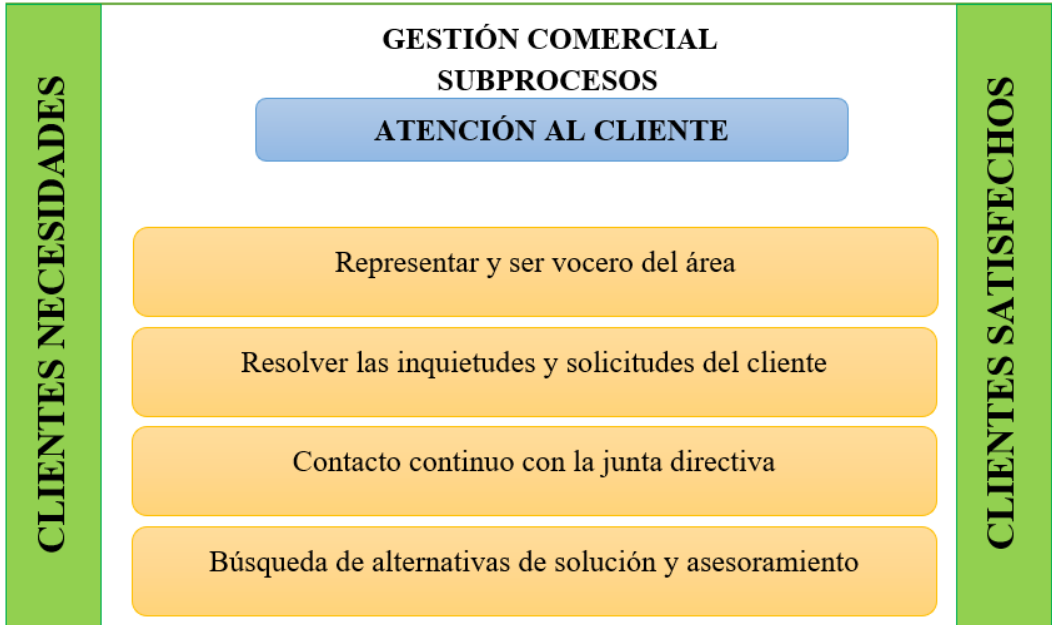 CLIENTES NECESIDADES
GESTIÓN COMERCIAL
SUBPROCESOS
ATENCIÓN AL CLIENTE
Representar y ser vocero del área
Resolver las inquietudes y solicitudes del cliente
Contacto continuo con la junta directiva
Búsqueda de alternativas de solución y asesoramiento
CLIENTES SATISFECHOS